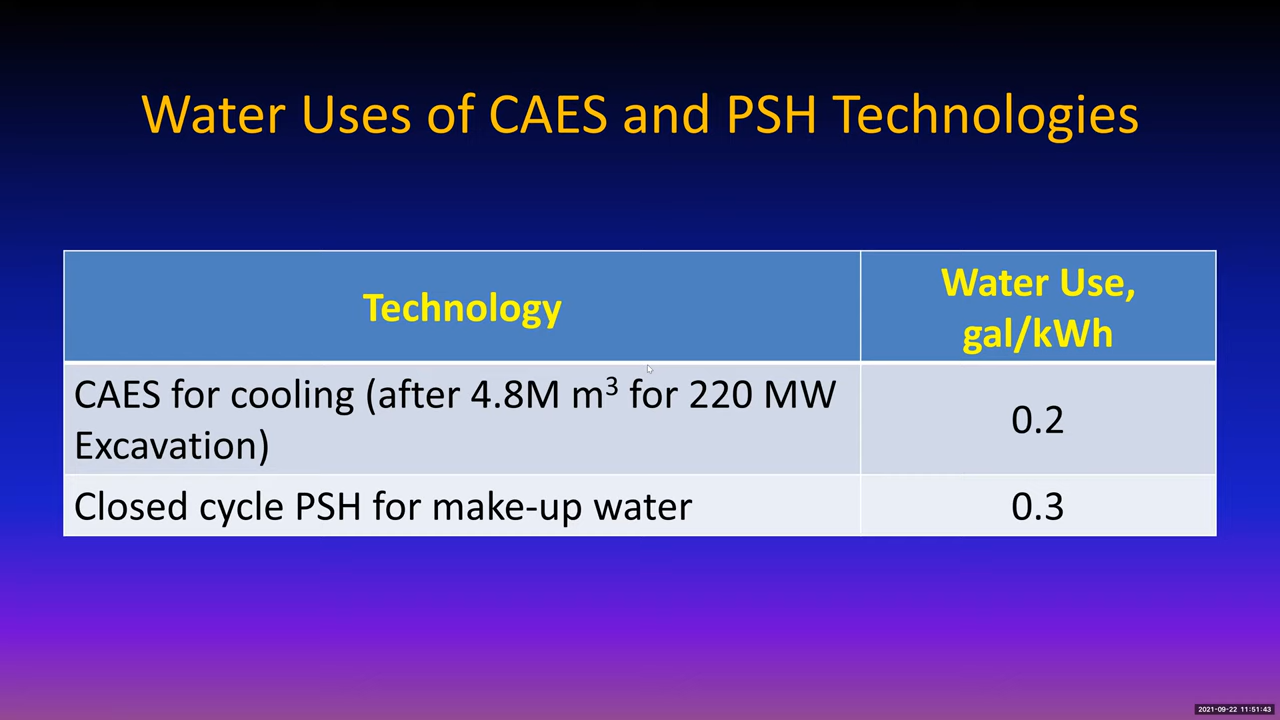 Water Uses of CAES and PSH Technologies
Technology
Water Use,
gal/kWh
CAES for cooling (after 4.8M m³ for 220 MW
Excavation)
0.2
Closed cycle PSH for make-up water
0.3
2021-09-22 11:51:43